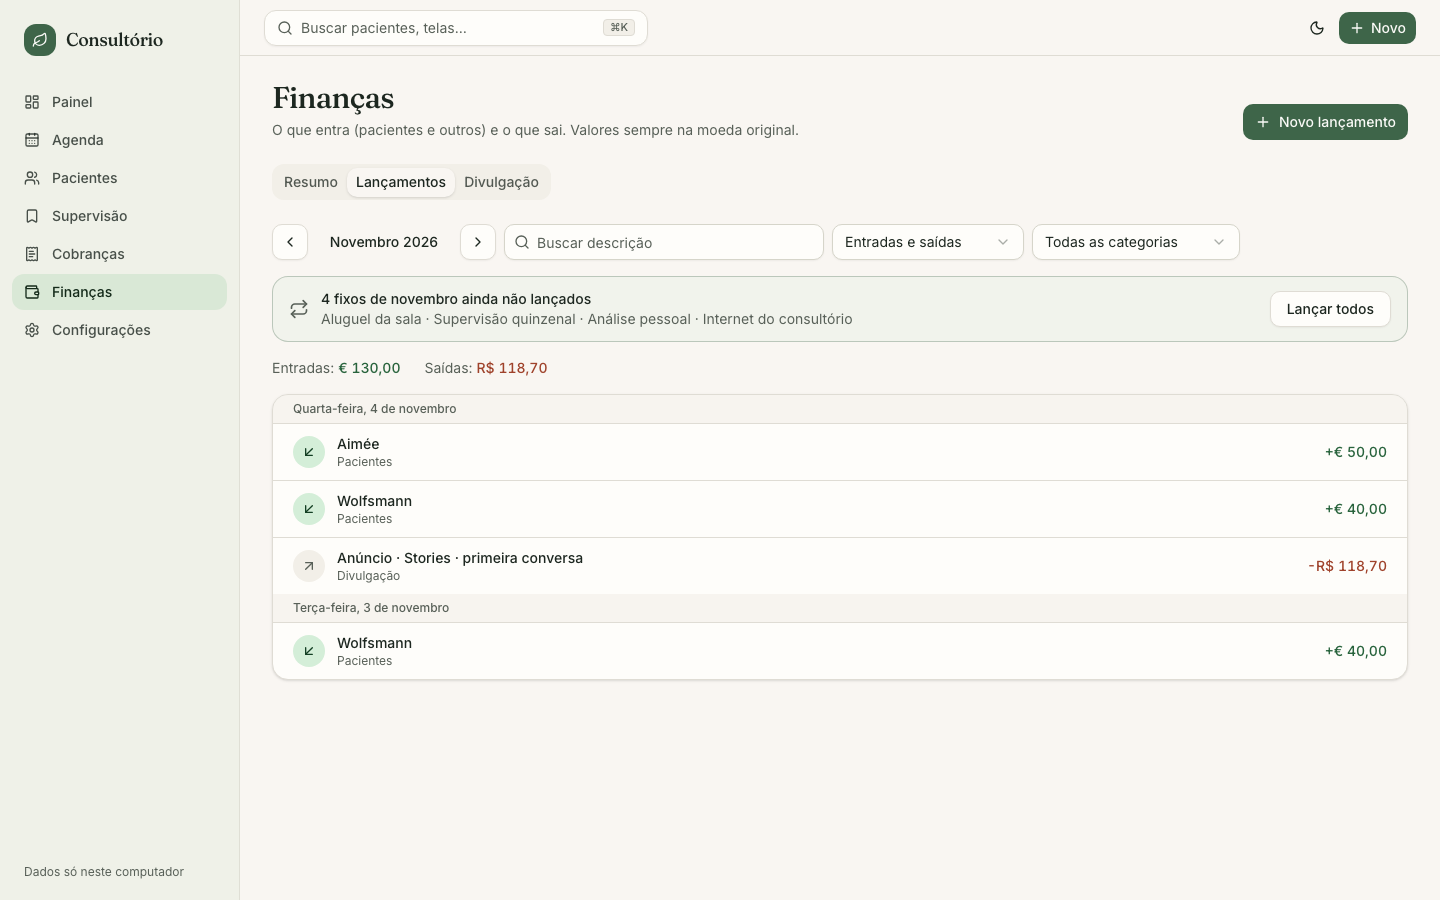 Consultório
Buscar pacientes, telas...
⌘K
Novo
Painel
Agenda
Pacientes
Supervisão
Cobranças
Finanças
Configurações
Dados só neste computador
Finanças
O que entra (pacientes e outros) e o que sai. Valores sempre na moeda original.
Novo lançamento
Resumo Lançamentos Divulgação
Novembro 2026
Buscar descrição
Entradas e saídas
Todas as categorias
4 fixos de novembro ainda não lançados
Aluguel da sala · Supervisão quinzenal · Análise pessoal · Internet do consultório
Lançar todos
Entradas: € 130,00 Saídas: R$ 118,70
Quarta-feira, 4 de novembro
Aimée
Pacientes
+€ 50,00
Wolfsmann
Pacientes
+€ 40,00
Anúncio · Stories · primeira conversa
Divulgação
-R$ 118,70
Terça-feira, 3 de novembro
Wolfsmann
Pacientes
+€ 40,00